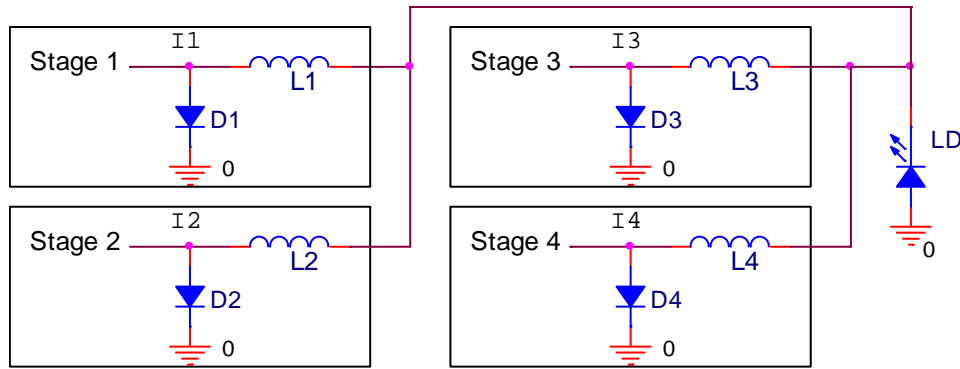 I1
Stage 1
L1
D1
0
I2
Stage 2
L2
D2
0
I3
Stage 3
L3
D3
0
I4
Stage 4
L4
D4
0
LD
0